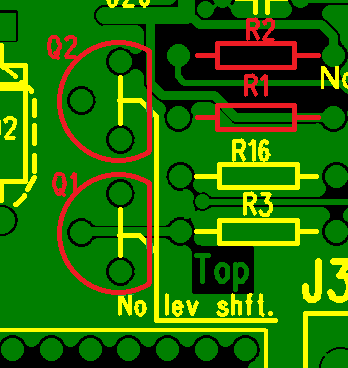 R2
Q2
No
R1
R16
Q1
R3
Top
J3
No lev shft.